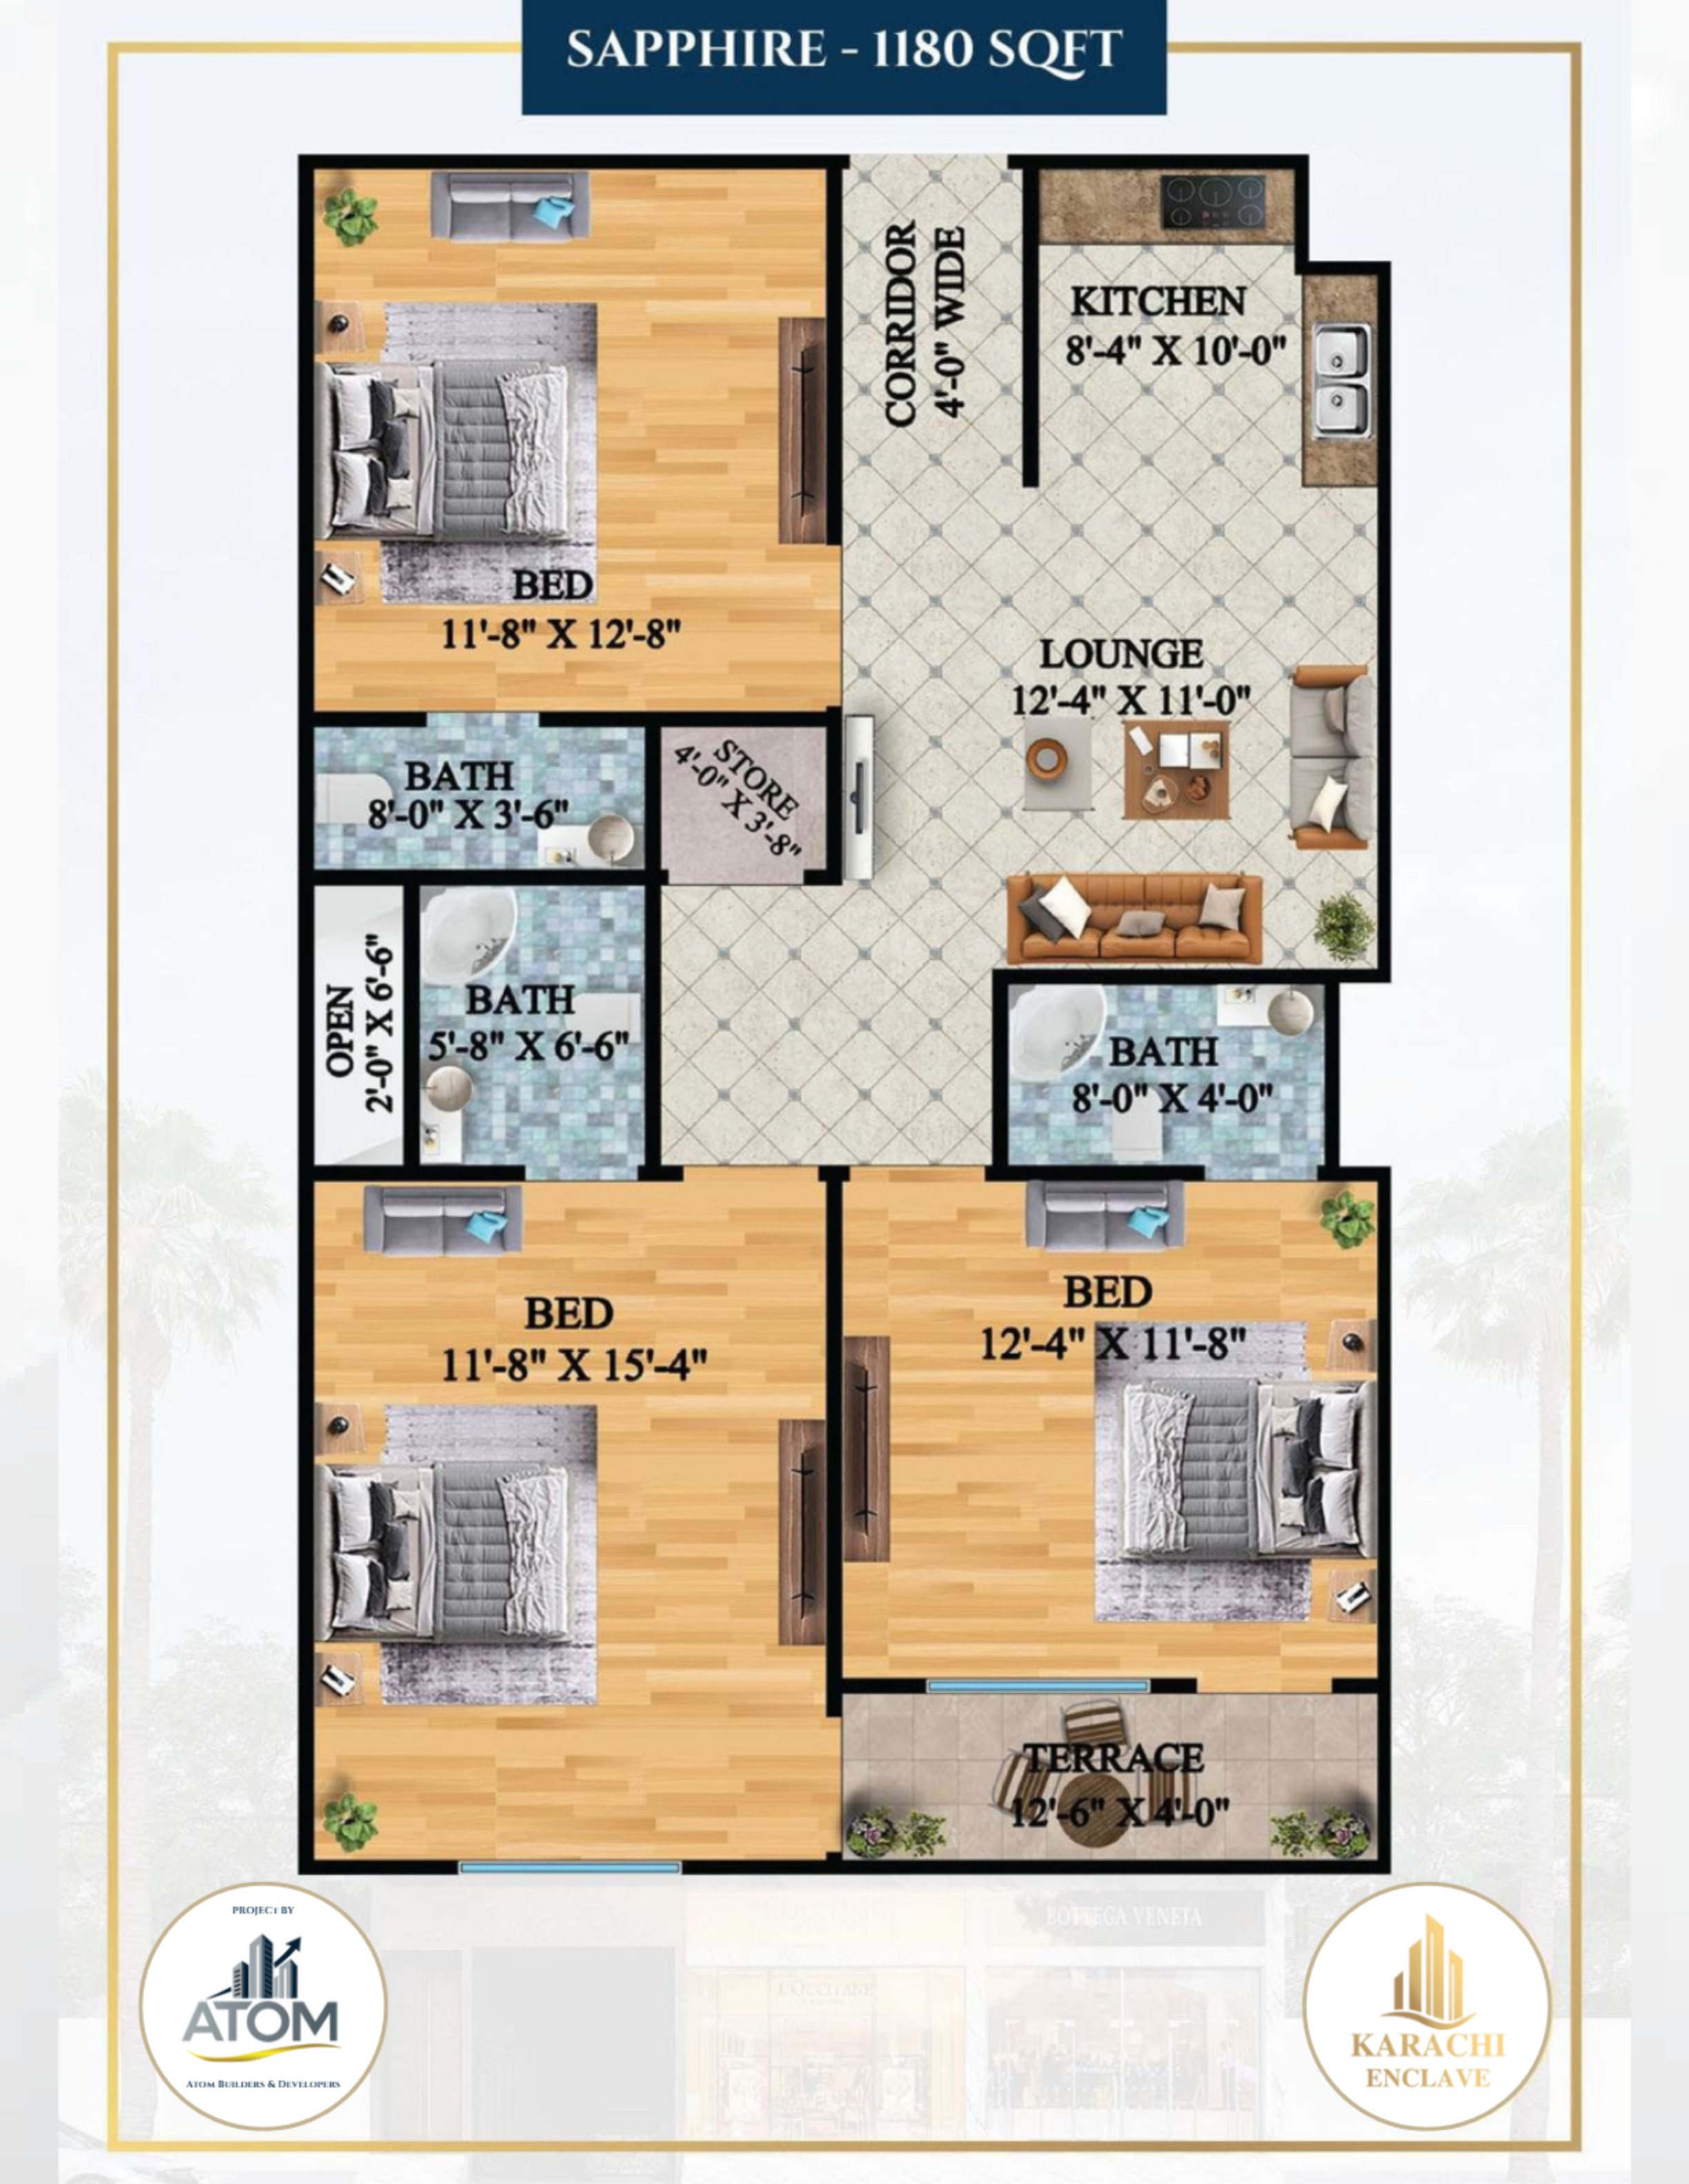 SAPPHIRE - 1180 SQFT
CORRIDOR
4'-0" WIDE
KITCHEN
8'-4" X 10'-0"
BED
11'-8" X 12'-8"
LOUNGE
12'-4" X 11'-0"
BATH
8'-0" X 3'-6"
STORE
4'-0" X 3'-8"
OPEN
2'-0" X 6'-6"
BATH
5'-8" X 6'-6"
BATH
8'-0" X 4'-0"
BED
11'-8" X 15'-4"
BED
12'-4" X 11'-8"
TERRACE
12'-6" X 4'-0"
BOTTEGA VENETA
L'OCCITANE
PROJECT BY
ATOM
ATOM BUILDERS & DEVELOPERS
KARACHI
ENCLAVE